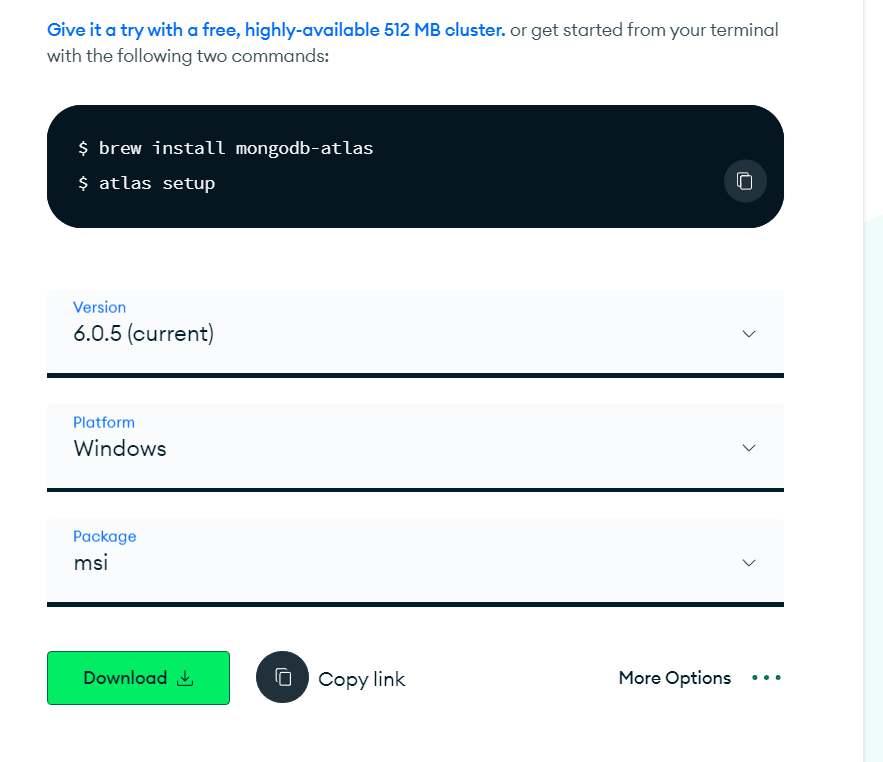 Give it a try with a free, highly-available 512 MB cluster. or get started from your terminal
with the following two commands:
$ brew install mongodb-atlas
$ atlas setup
Version
6.0.5 (current)
Platform
Windows
Package
msi
Download
Copy link
More Options